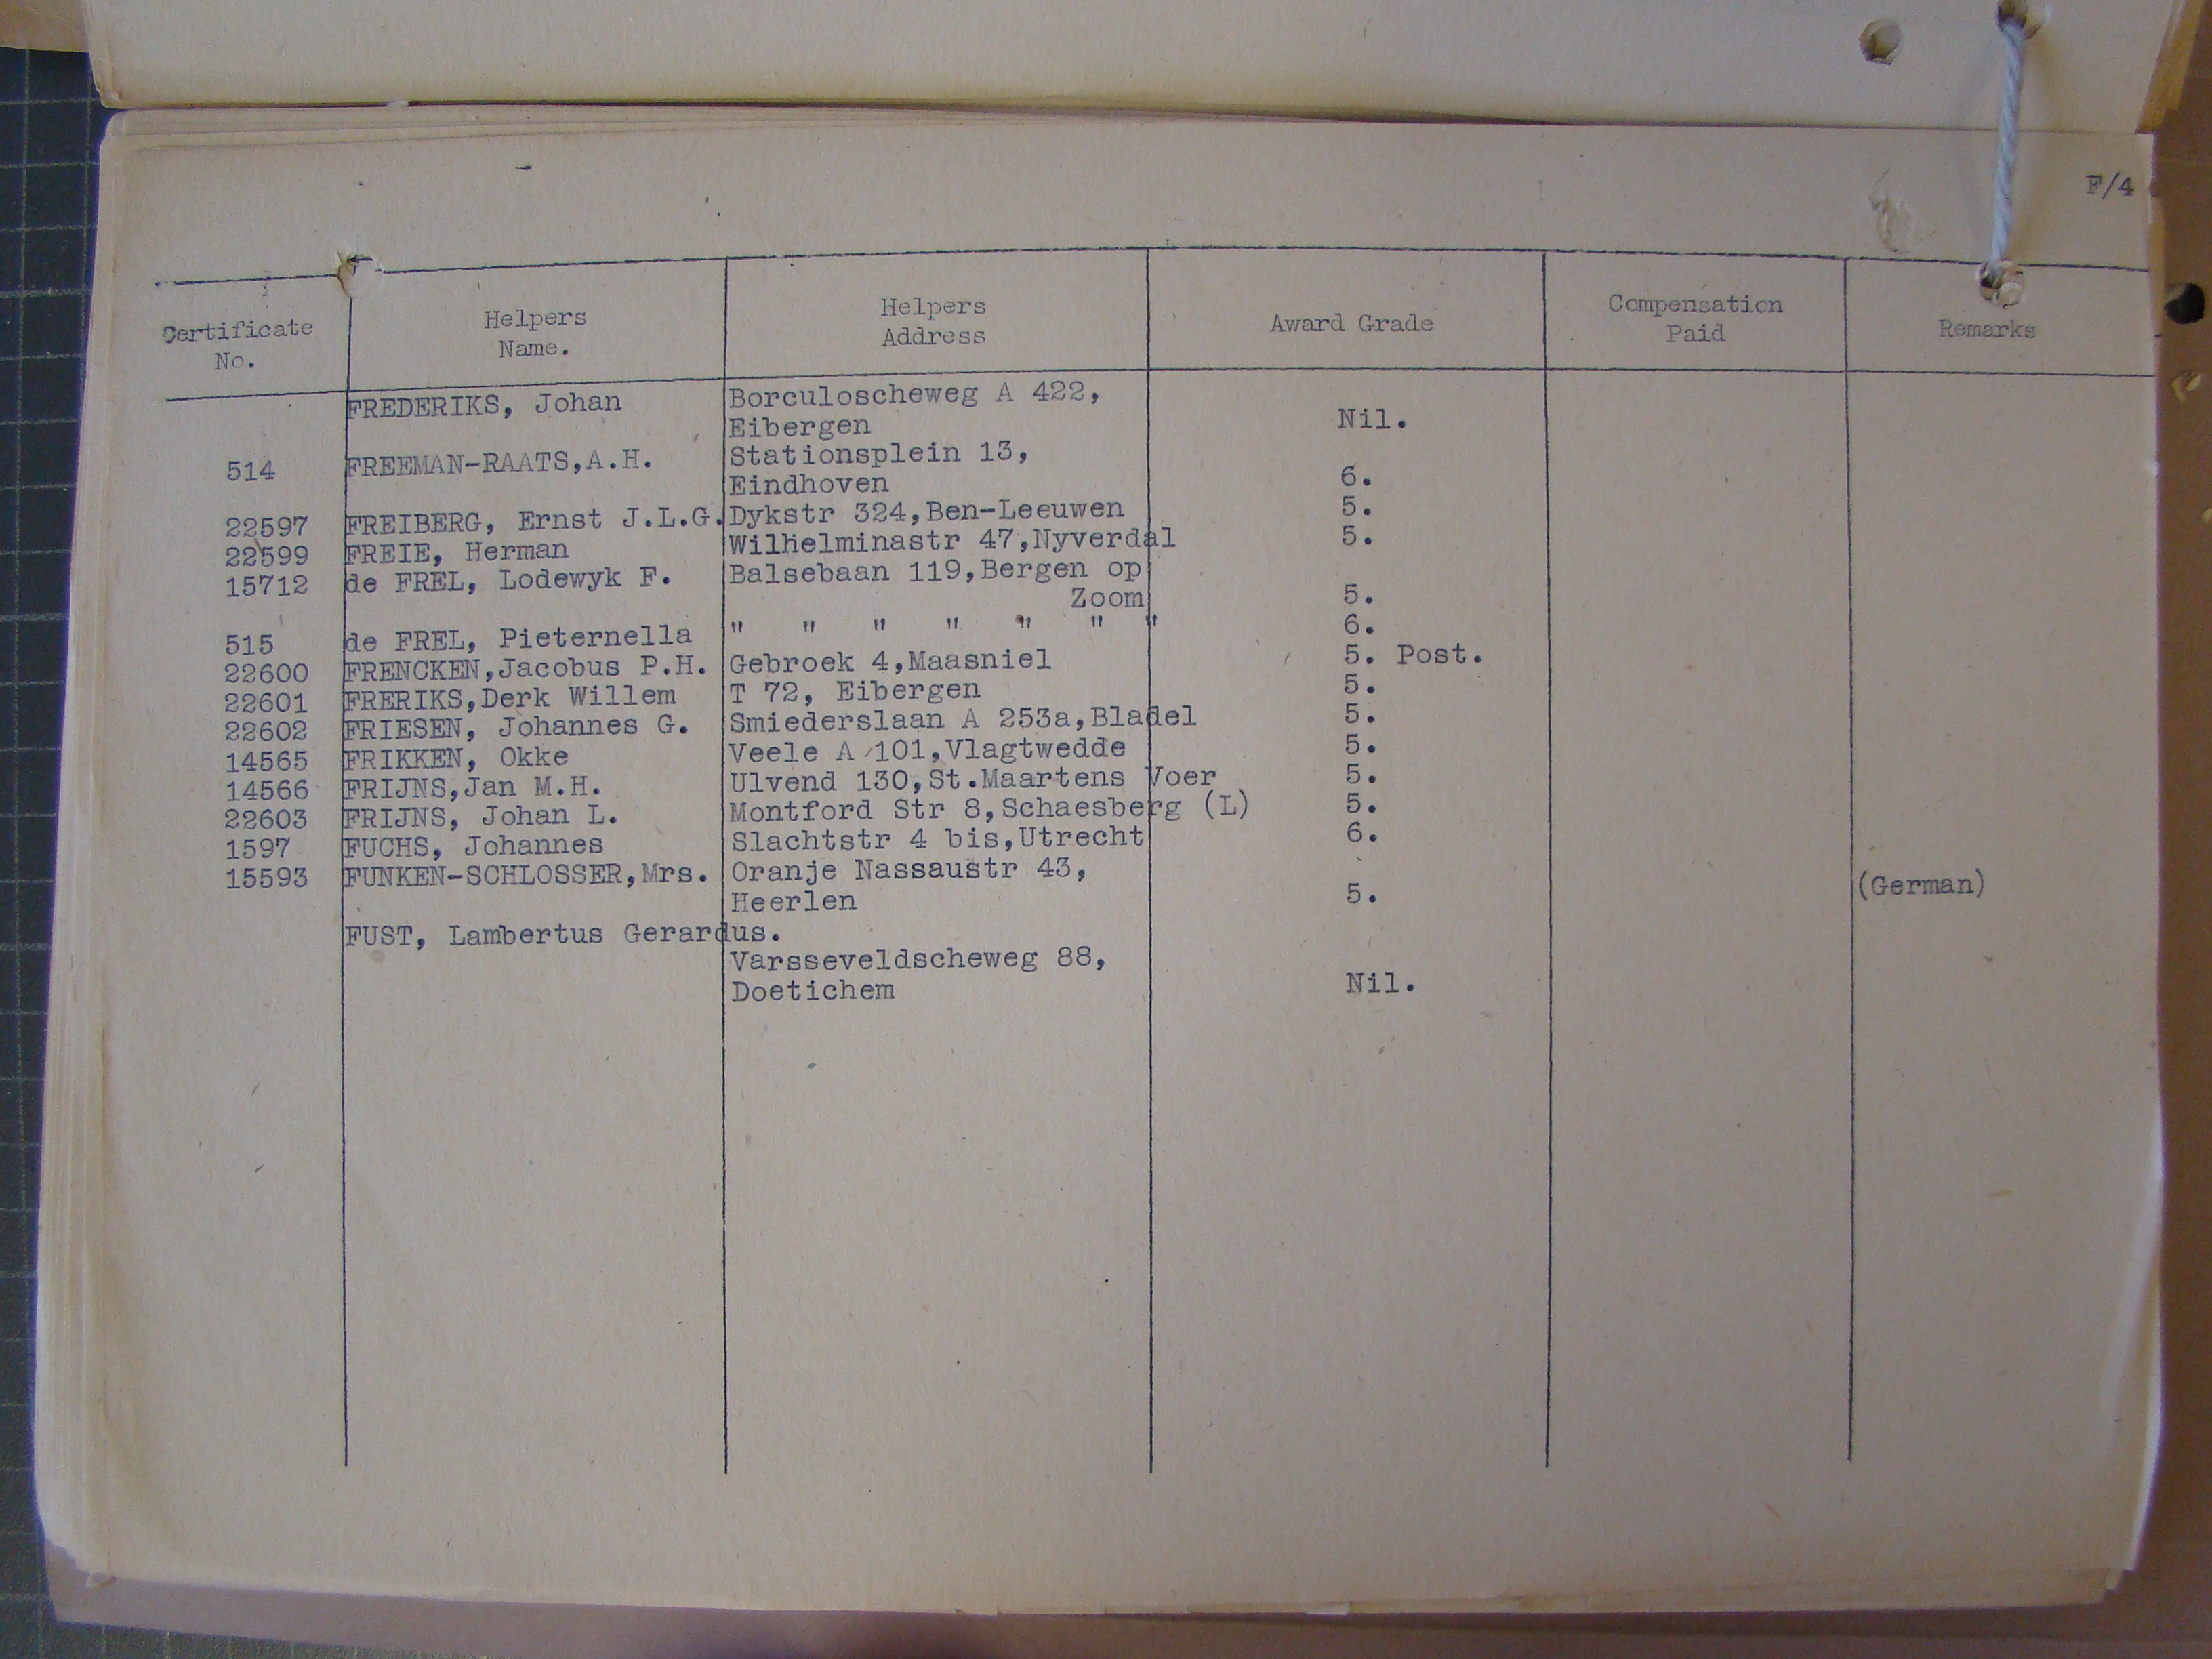 F/4
Certificate No. Helpers Name. Helpers Address Award Grade Compensation Paid Remarks
FREDERIKS, Johan Borculoscheweg A 422,
Eibergen Nil.
514 FREEMAN-RAATS,A.H. Stationsplein 13,
Eindhoven 6.
22597 FREIBERG, Ernst J.L.G. Dykstr 324,Ben-Leeuwen 5.
22599 FREIE, Herman Wilhelminastr 47,Nyverdal 5.
15712 de FREL, Lodewyk F. Balsebaan 119,Bergen op
Zoom 5.
515 de FREL, Pieternella " " " " " " " 6.
22600 FRENCKEN,Jacobus P.H. Gebroek 4,Maasniel 5. Post.
22601 FRERIKS,Derk Willem T 72, Eibergen 5.
22602 FRIESEN, Johannes G. Smiederslaan A 253a,Bladel 5.
14565 FRIKKEN, Okke Veele A 101,Vlagtwedde 5.
14566 FRIJNS,Jan M.H. Ulvend 130,St.Maartens Voer 5.
22603 FRIJNS, Johan L. Montford Str 8,Schaesberg (L) 5.
1597 FUCHS, Johannes Slachtstr 4 bis,Utrecht 6.
15593 FUNKEN-SCHLOSSER,Mrs. Oranje Nassaustr 43,
Heerlen 5. (German)
FUST, Lambertus Gerardus.
Varsseveldscheweg 88,
Doetichem Nil.